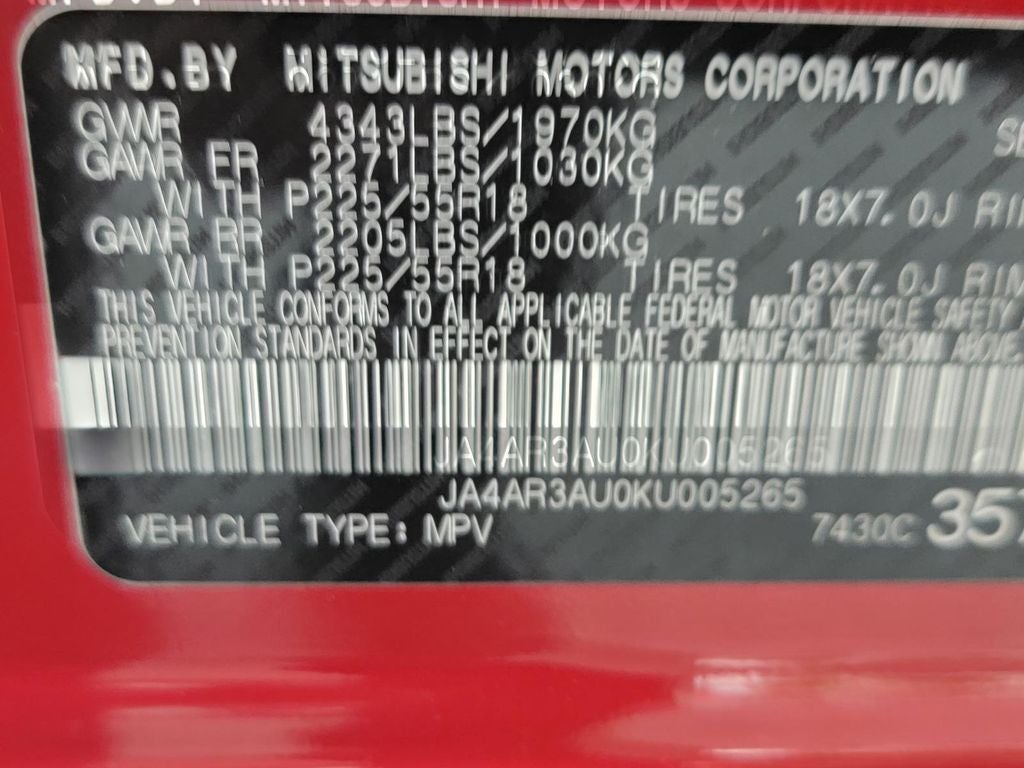 MFD.BY MITSUBISHI MOTORS CORPORATION
GVWR 4343LBS/1970KG
GAWR FR 2271LBS/1030KG
WITH P225/55R18 TIRES 18X7.0J
GAWR RR 2205LBS/1000KG
WITH P225/55R18 TIRES 18X7.0J
THIS VEHICLE CONFORMS TO ALL APPLICABLE FEDERAL MOTOR VEHICLE SAFETY
PREVENTION STANDARDS IN EFFECT ON THE DATE OF MANUFACTURE SHOWN ABOVE.
JA4AR3AU0KU005265
JA4AR3AU0KU005265
VEHICLE TYPE: MPV 7430C